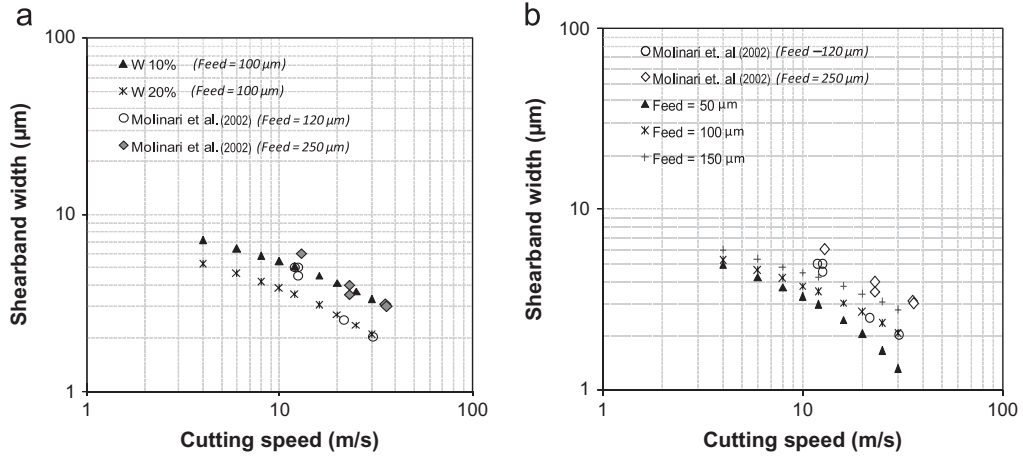 a
100
10
1
1
10
100
Shearband width (µm)
Cutting speed (m/s)
W 10% (Feed = 100 µm)
W 20% (Feed = 100 µm)
Molinari et al. (2002) (Feed = 120 µm)
Molinari et al. (2002) (Feed = 250 µm)
b
100
10
1
1
10
100
Shearband width (µm)
Cutting speed (m/s)
Molinari et. al (2002) (Feed –120 µm)
Molinari et. al (2002) (Feed = 250 µm)
Feed = 50 µm
Feed = 100 µm
Feed = 150 µm